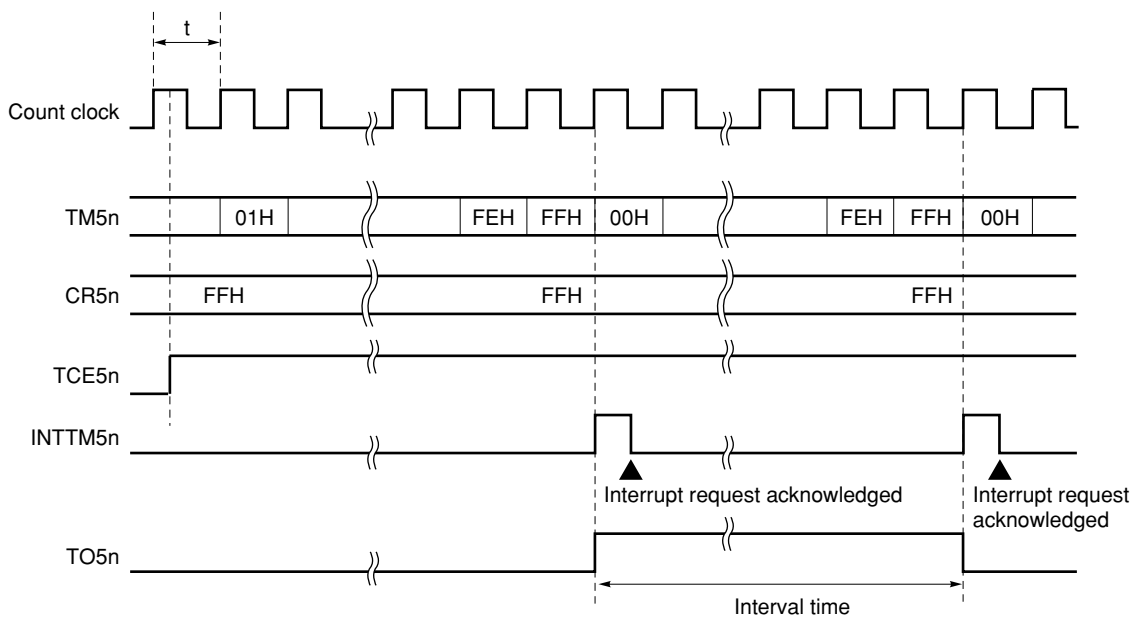 t
Count clock
TM5n 01H FEH FFH 00H FEH FFH 00H
CR5n FFH FFH FFH
TCE5n
INTTM5n
Interrupt request acknowledged Interrupt request
acknowledged
TO5n
Interval time